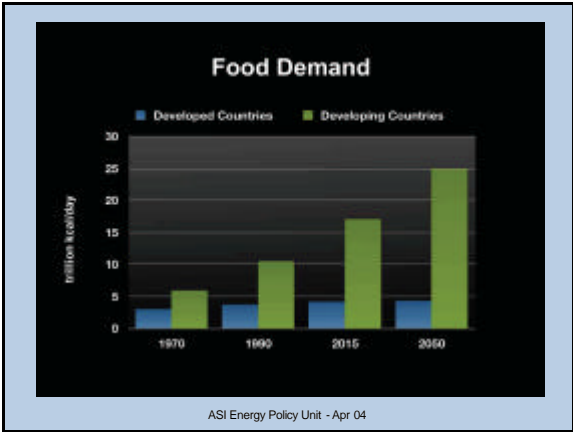 Food Demand
Developed Countries Developing Countries
30
25
20
15
10
5
0
trillion kcal/day
1970 1990 2015 2050
ASI Energy Policy Unit - Apr 04